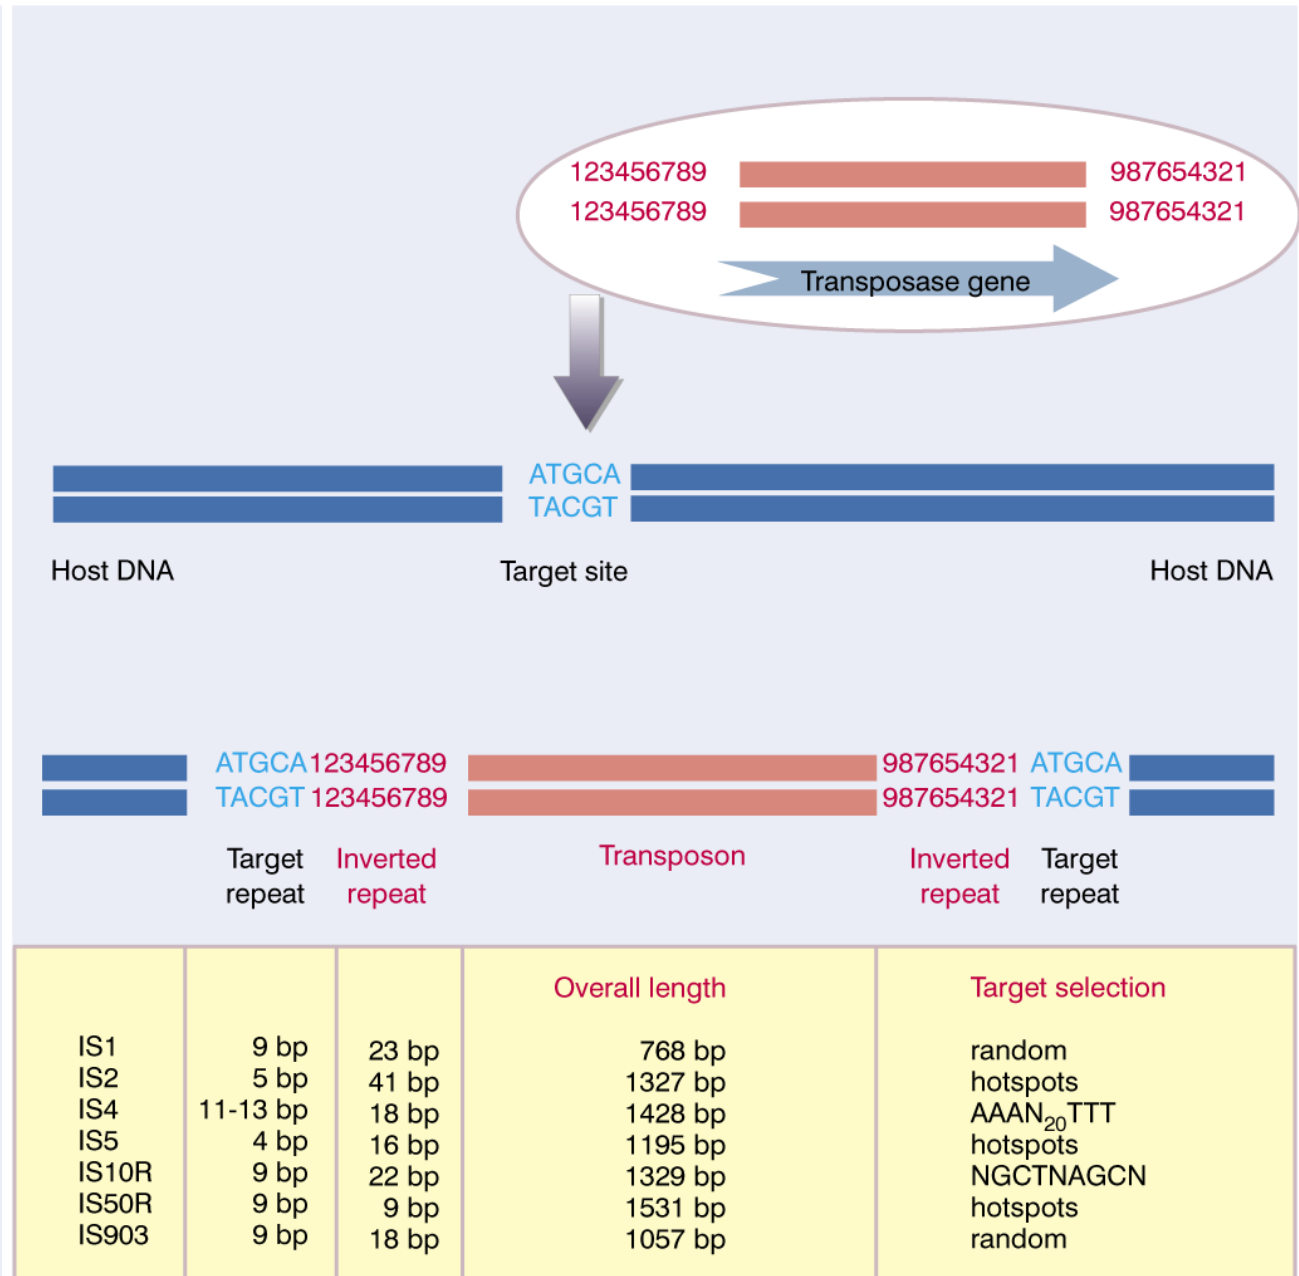 123456789 987654321
123456789 987654321
Transposase gene
ATGCA
TACGT
Host DNA Target site Host DNA
ATGCA 123456789 987654321 ATGCA
TACGT 123456789 987654321 TACGT
Target Inverted Transposon Inverted Target
repeat repeat repeat repeat
Overall length Target selection
IS1 9 bp 23 bp 768 bp random
IS2 5 bp 41 bp 1327 bp hotspots
IS4 11-13 bp 18 bp 1428 bp AAAN₂₀TTT
IS5 4 bp 16 bp 1195 bp hotspots
IS10R 9 bp 22 bp 1329 bp NGCTNAGCN
IS50R 9 bp 9 bp 1531 bp hotspots
IS903 9 bp 18 bp 1057 bp random